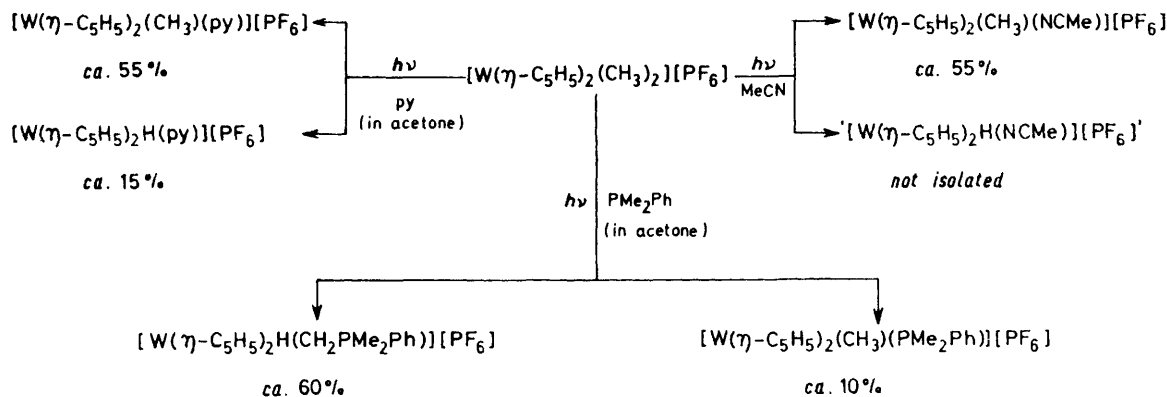 [W(η-C5H5)2(CH3)(py)][PF6]
ca. 55%
hν
py
(in acetone)
[W(η-C5H5)2H(py)][PF6]
ca. 15%
[W(η-C5H5)2(CH3)2][PF6]
hν
MeCN
[W(η-C5H5)2(CH3)(NCMe)][PF6]
ca. 55%
'[W(η-C5H5)2H(NCMe)][PF6]'
not isolated
hν
PMe2Ph
(in acetone)
[W(η-C5H5)2H(CH2PMe2Ph)][PF6]
ca. 60%
[W(η-C5H5)2(CH3)(PMe2Ph)][PF6]
ca. 10%